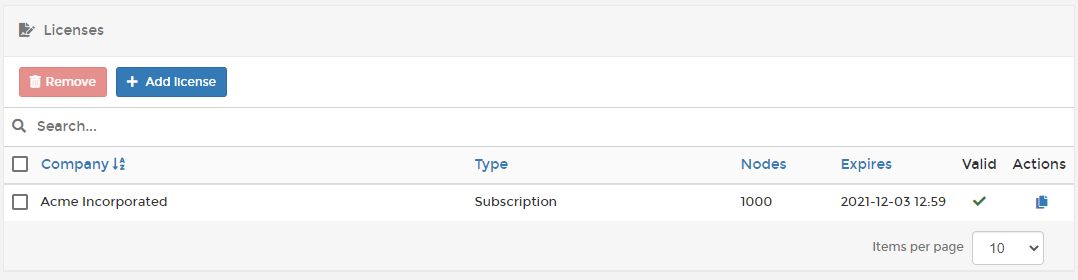 Licenses
Remove Add license
Search...
Company Type Nodes Expires Valid Actions
Acme Incorporated Subscription 1000 2021-12-03 12:59
Items per page 10